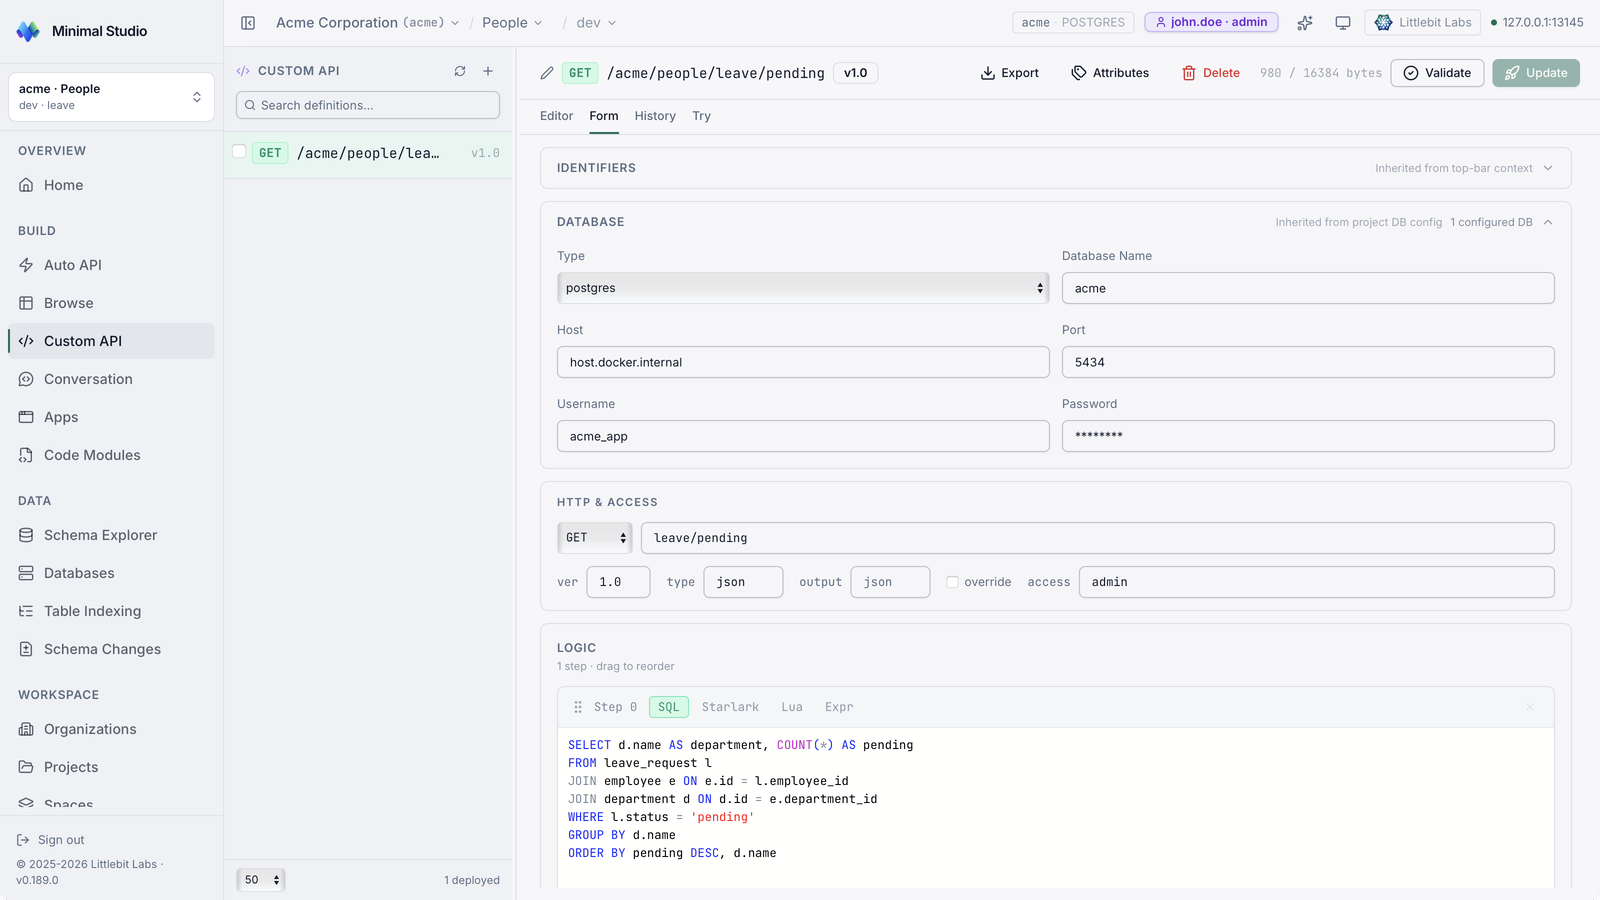 Minimal Studio
acme · People
dev · leave
OVERVIEW
Home
BUILD
Auto API
Browse
Custom API
Conversation
Apps
Code Modules
DATA
Schema Explorer
Databases
Table Indexing
Schema Changes
WORKSPACE
Organizations
Projects
Spaces
Sign out
© 2025-2026 Littlebit Labs ·
v0.189.0
Acme Corporation (acme) / People / dev
acme · POSTGRES
john.doe · admin
Littlebit Labs
127.0.0.1:13145
CUSTOM API
Search definitions...
GET /acme/people/lea... v1.0
50
1 deployed
GET /acme/people/leave/pending v1.0
Export
Attributes
Delete
980 / 16384 bytes
Validate
Update
Editor Form History Try
IDENTIFIERS
Inherited from top-bar context
DATABASE
Inherited from project DB config 1 configured DB
Type
postgres
Database Name
acme
Host
host.docker.internal
Port
5434
Username
acme_app
Password
********
HTTP & ACCESS
GET leave/pending
ver 1.0 type json output json override access admin
LOGIC
1 step · drag to reorder
Step 0 SQL Starlark Lua Expr
SELECT d.name AS department, COUNT(*) AS pending
FROM leave_request l
JOIN employee e ON e.id = l.employee_id
JOIN department d ON d.id = e.department_id
WHERE l.status = 'pending'
GROUP BY d.name
ORDER BY pending DESC, d.name